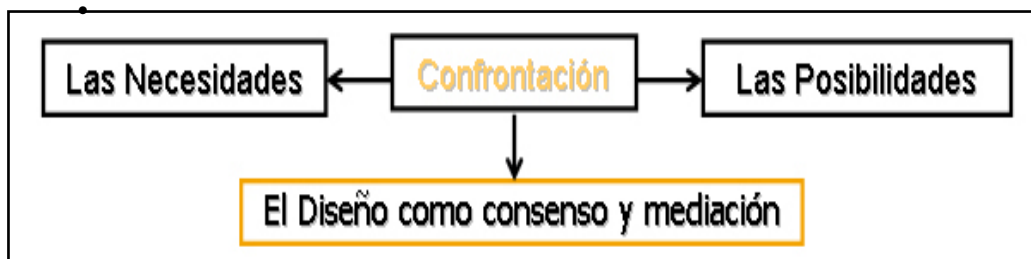 Las Necesidades
Confrontación
Las Posibilidades
El Diseño como consenso y mediación